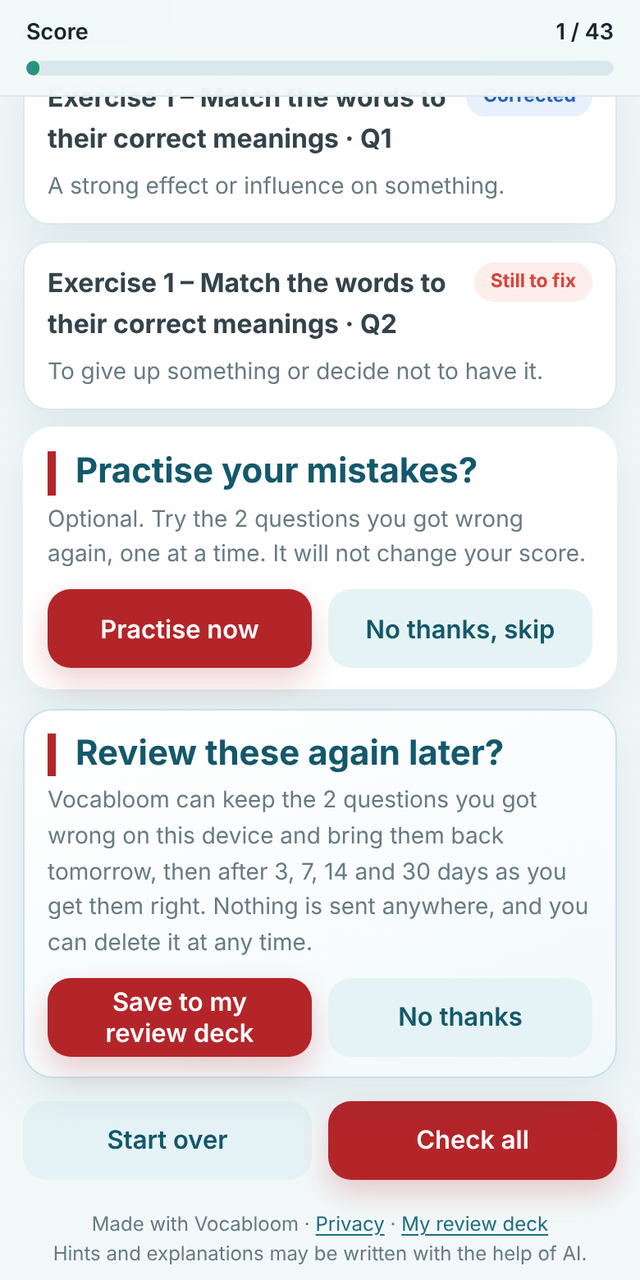 Score
1 / 43
Exercise 1 – Match the words to
Corrected
their correct meanings · Q1
A strong effect or influence on something.
Exercise 1 – Match the words to
Still to fix
their correct meanings · Q2
To give up something or decide not to have it.
Practise your mistakes?
Optional. Try the 2 questions you got wrong
again, one at a time. It will not change your score.
Practise now
No thanks, skip
Review these again later?
Vocabloom can keep the 2 questions you got
wrong on this device and bring them back
tomorrow, then after 3, 7, 14 and 30 days as you
get them right. Nothing is sent anywhere, and you
can delete it at any time.
Save to my
review deck
No thanks
Start over
Check all
Made with Vocabloom · Privacy · My review deck
Hints and explanations may be written with the help of AI.